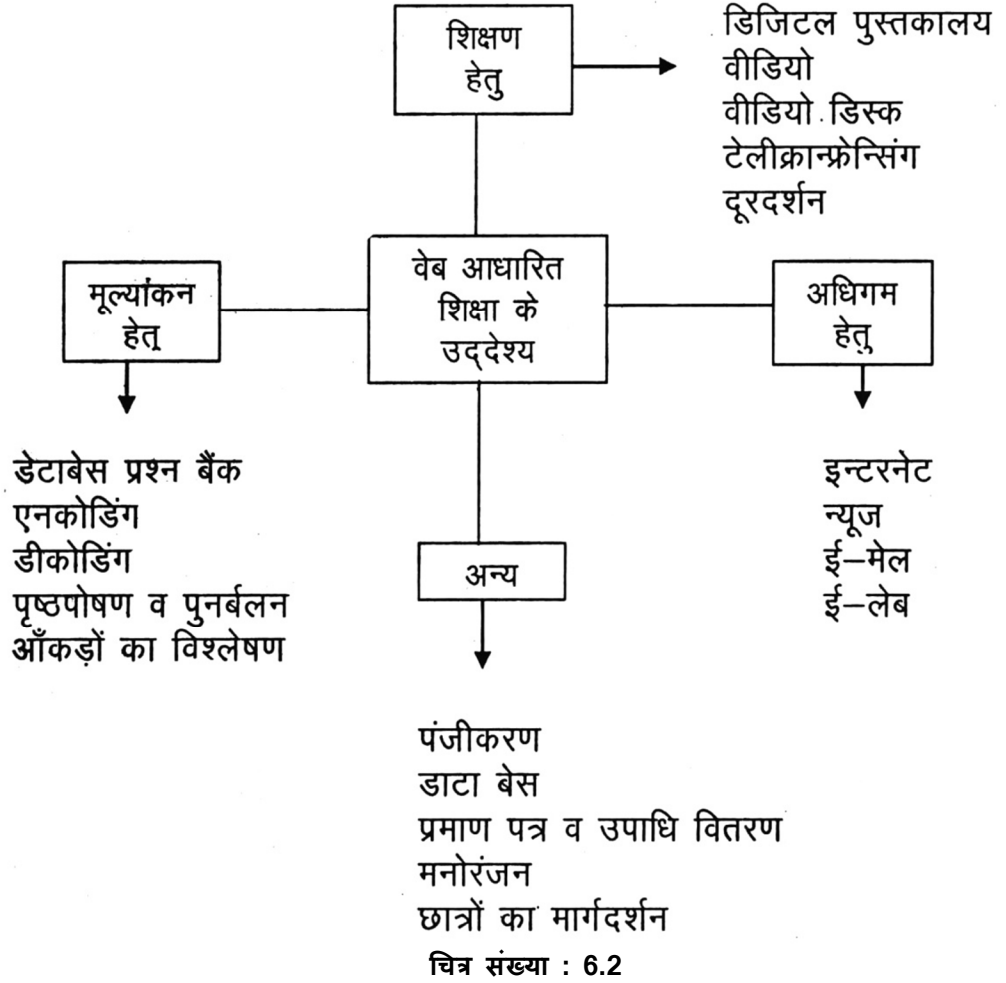 शिक्षण
हेतु
डिजिटल पुस्तकालय
वीडियो
वीडियो डिस्क
टेलीक्रान्फ्रेन्सिंग
दूरदर्शन
वेब आधारित
शिक्षा के
उद्देश्य
मूल्यांकन
हेतु
अधिगम
हेतु
डेटाबेस प्रश्न बैंक
एनकोडिंग
डीकोडिंग
पृष्ठपोषण व पुनर्बलन
आँकड़ों का विश्लेषण
इन्टरनेट
न्यूज
ई–मेल
ई–लेब
अन्य
पंजीकरण
डाटा बेस
प्रमाण पत्र व उपाधि वितरण
मनोरंजन
छात्रों का मार्गदर्शन
चित्र संख्या : 6.2